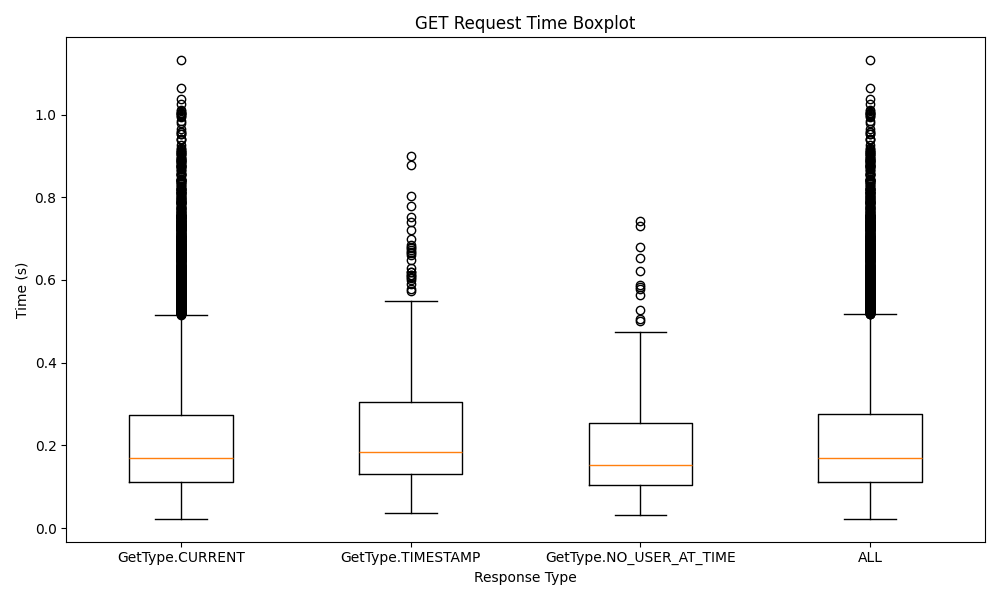 GET Request Time Boxplot
Time (s)
1.0
0.8
0.6
0.4
0.2
0.0
GetType.CURRENT
GetType.TIMESTAMP
GetType.NO_USER_AT_TIME
ALL
Response Type